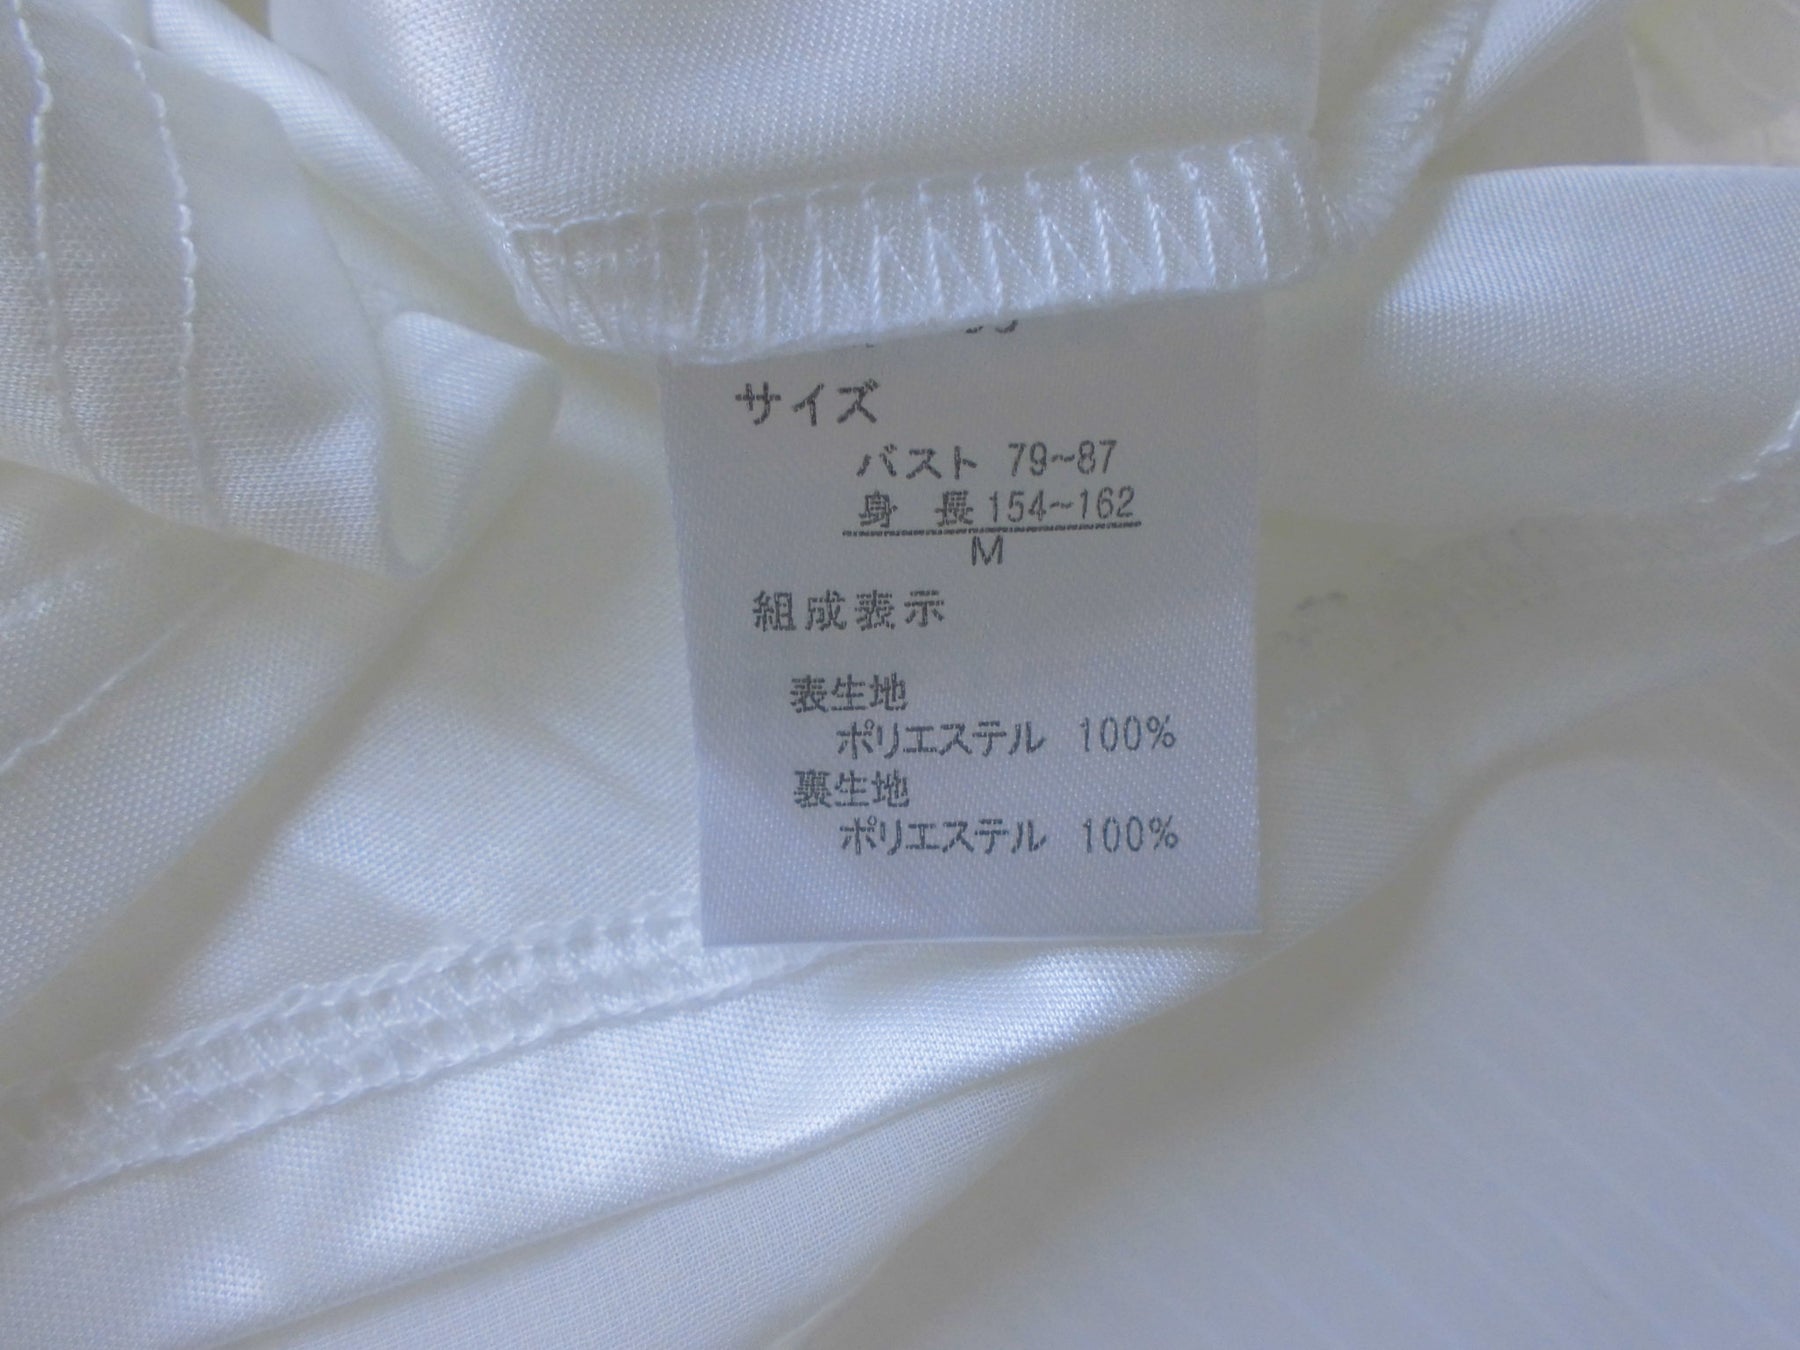 サイズ
バスト 79~87
身 長 154~162
M
組成表示
表生地
ポリエステル 100%
裏生地
ポリエステル 100%